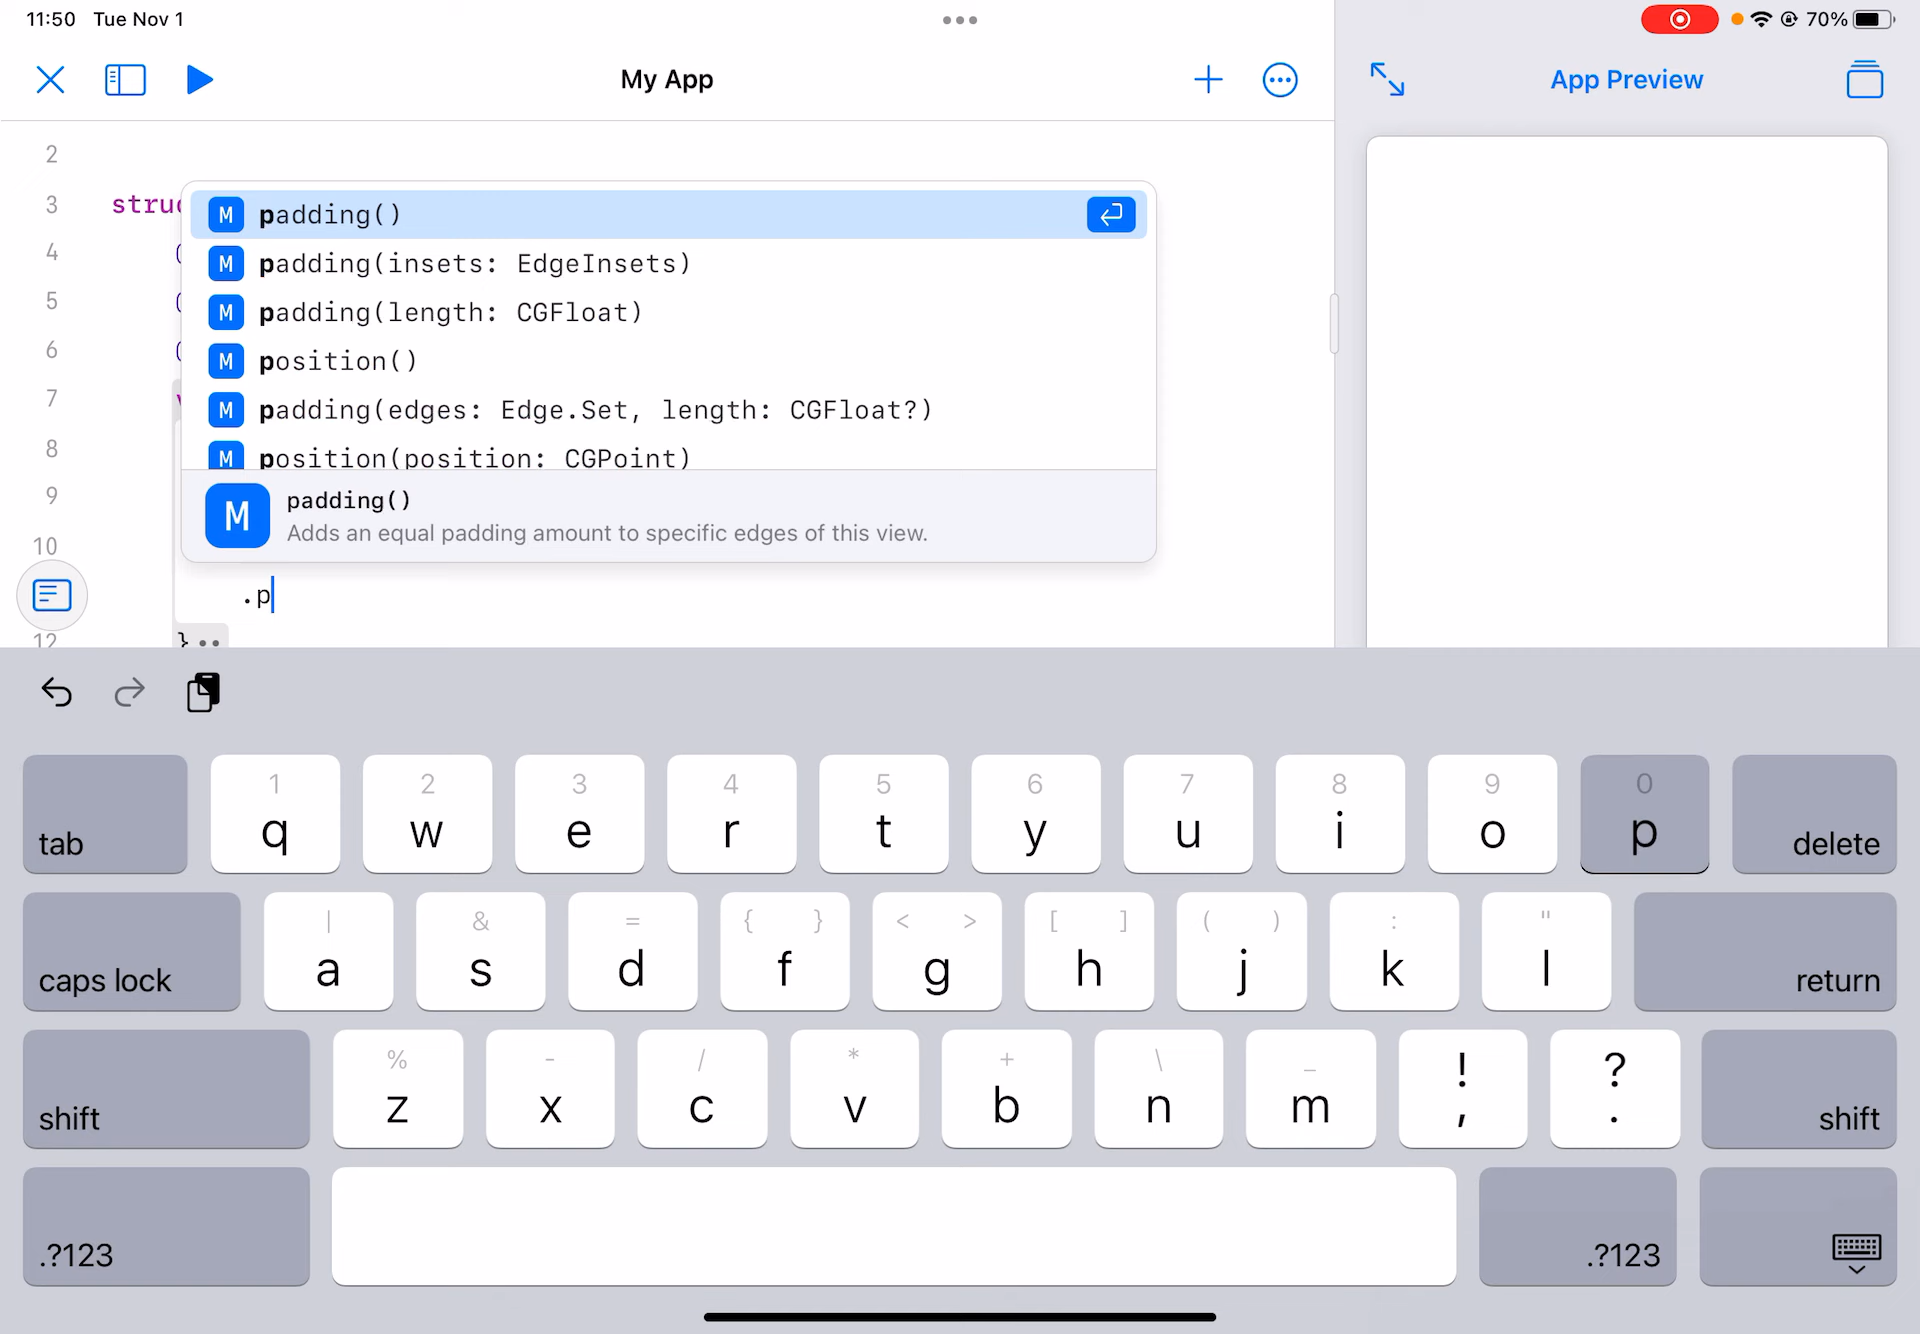 11:50 Tue Nov 1
70%
My App
App Preview
2
3 struc
4
5
6
7
8
9
10
12
M padding()
M padding(insets: EdgeInsets)
M padding(length: CGFloat)
M position()
M padding(edges: Edge.Set, length: CGFloat?)
M position(position: CGPoint)
M padding()
Adds an equal padding amount to specific edges of this view.
.p
}
tab 1 q 2 w 3 e 4 r 5 t 6 y 7 u 8 i 9 o 0 p delete
caps lock | a & s = d { } f < > g [ ] h ( ) j : k " l return
shift % z - x / c * v + b \ n _ m ! , ? . shift
.?123 .?123